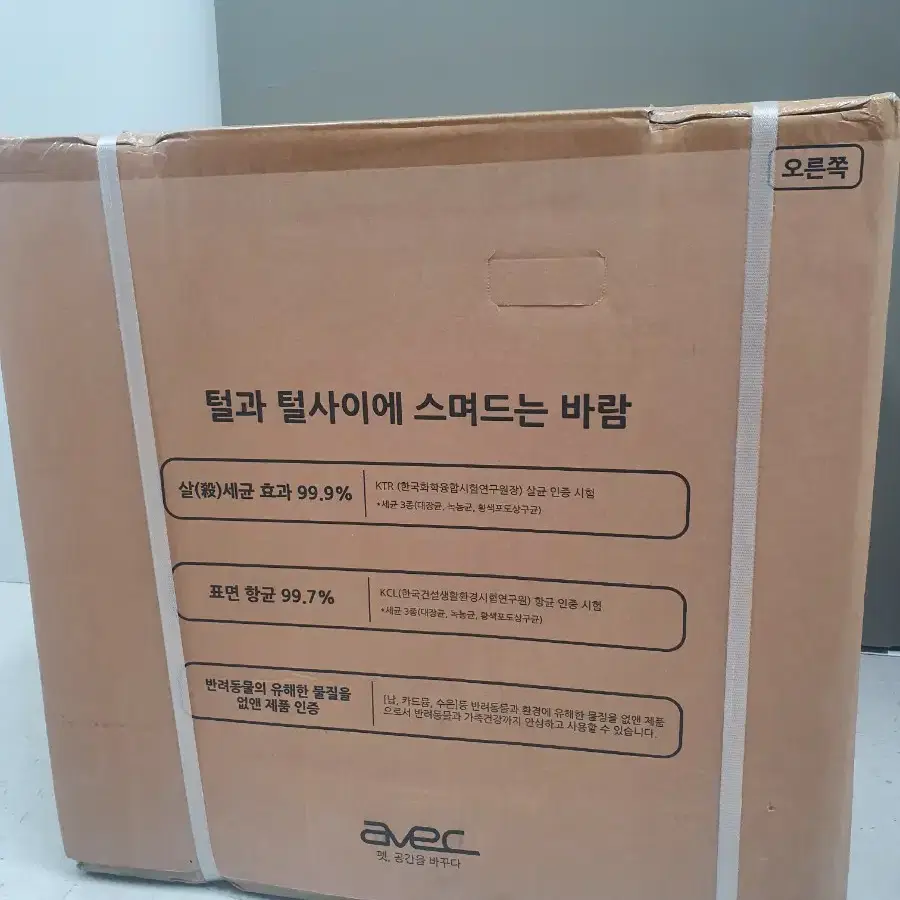 오른쪽
털과 털사이에 스며드는 바람
살(殺)세균 효과 99.9%
KTR (한국화학융합시험연구원장) 살균 인증 시험
*세균 3종(대장균, 녹농균, 황색포도상구균)
표면 항균 99.7%
KCL(한국건설생활환경시험연구원) 항균 인증 시험
*세균 3종(대장균, 녹농균, 황색포도상구균)
반려동물의 유해한 물질을
없앤 제품 인증
[납, 카드뮴, 수은]등 반려동물과 환경에 유해한 물질을 없앤 제품
으로서 반려동물과 가족건강까지 안심하고 사용할 수 있습니다.
avec
펫, 공간을 바꾸다